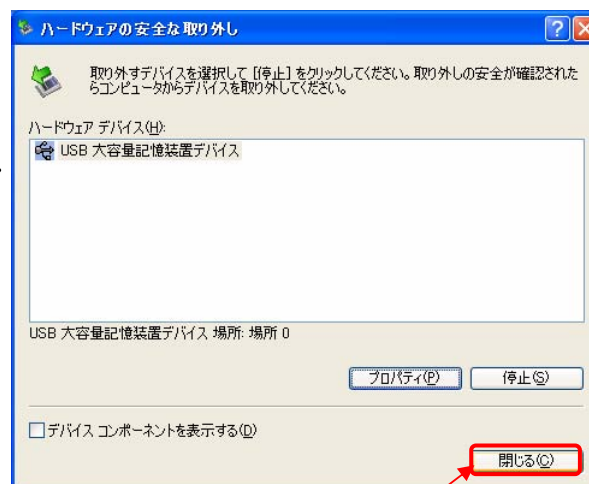 ハードウェアの安全な取り外し
取り外すデバイスを選択して [停止] をクリックしてください。取り外しの安全が確認された
らコンピュータからデバイスを取り外してください。
ハードウェア デバイス(H):
USB 大容量記憶装置デバイス
USB 大容量記憶装置デバイス 場所: 場所 0
プロパティ(P)
停止(S)
デバイス コンポーネントを表示する(D)
閉じる(C)